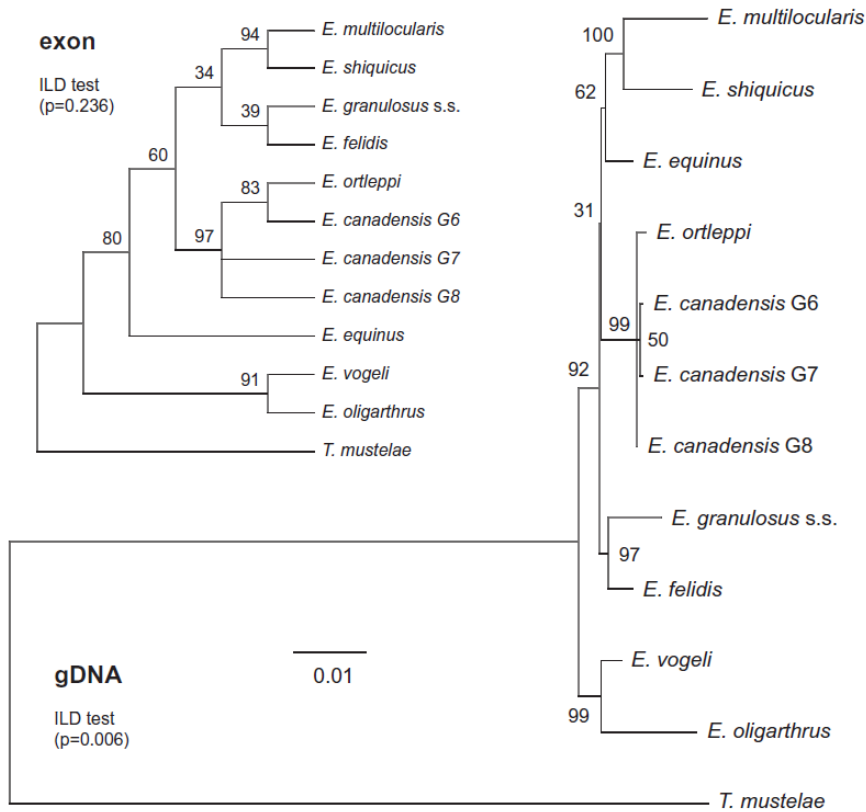 exon
ILD test
(p=0.236)
94
E. multilocularis
E. shiquicus
34
39
E. granulosus s.s.
E. felidis
60
83
E. ortleppi
E. canadensis G6
97
E. canadensis G7
E. canadensis G8
80
E. equinus
91
E. vogeli
E. oligarthrus
T. mustelae
100
E. multilocularis
E. shiquicus
62
E. equinus
31
E. ortleppi
99
E. canadensis G6
50
E. canadensis G7
E. canadensis G8
92
E. granulosus s.s.
97
E. felidis
E. vogeli
99
E. oligarthrus
T. mustelae
gDNA
ILD test
(p=0.006)
0.01